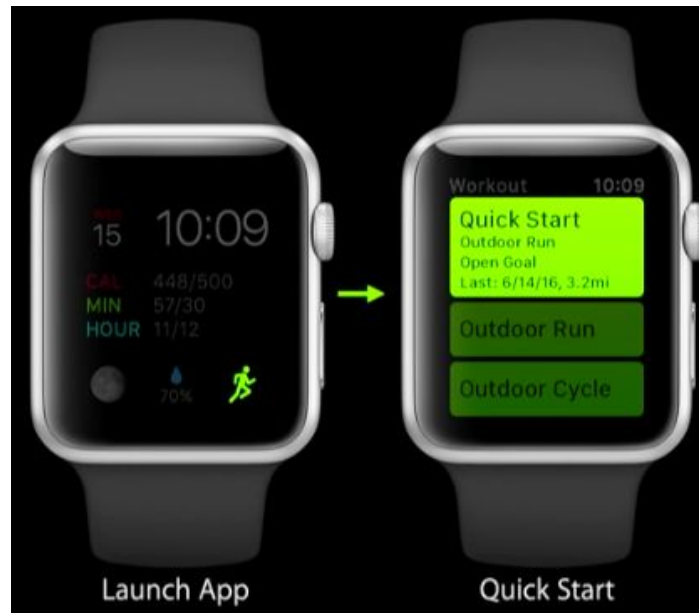 WED
15
10:09
CAL 448/500
MIN 57/30
HOUR 11/12
70%
Launch App
Workout 10:09
Quick Start
Outdoor Run
Open Goal
Last: 6/14/16, 3.2mi
Outdoor Run
Outdoor Cycle
Quick Start